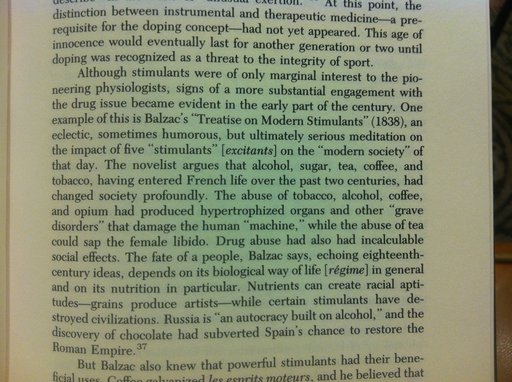 At this point, the
distinction between instrumental and therapeutic medicine—a pre-
requisite for the doping concept—had not yet appeared. This age of
innocence would eventually last for another generation or two until
doping was recognized as a threat to the integrity of sport.
Although stimulants were of only marginal interest to the pio-
neering physiologists, signs of a more substantial engagement with
the drug issue became evident in the early part of the century. One
example of this is Balzac's "Treatise on Modern Stimulants" (1838), an
eclectic, sometimes humorous, but ultimately serious meditation on
the impact of five "stimulants" [excitants] on the "modern society" of
that day. The novelist argues that alcohol, sugar, tea, coffee, and
tobacco, having entered French life over the past two centuries, had
changed society profoundly. The abuse of tobacco, alcohol, coffee,
and opium had produced hypertrophized organs and other "grave
disorders" that damage the human "machine," while the abuse of tea
could sap the female libido. Drug abuse had also had incalculable
social effects. The fate of a people, Balzac says, echoing eighteenth-
century ideas, depends on its biological way of life [régime] in general
and on its nutrition in particular. Nutrients can create racial apti-
tudes—grains produce artists—while certain stimulants have de-
stroyed civilizations. Russia is "an autocracy built on alcohol," and the
discovery of chocolate had subverted Spain's chance to restore the
Roman Empire.37
But Balzac also knew that powerful stimulants had their bene-
ficial uses. Coffee galvanized les esprits moteurs, and he believed that